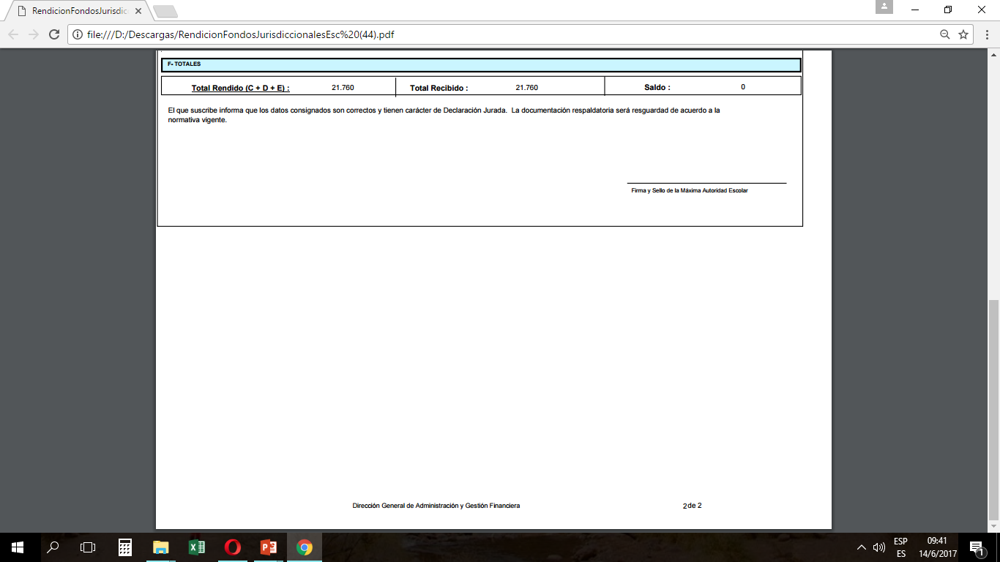 RendicionFondosJurisdic
file:///D:/Descargas/RendicionFondosJurisdiccionalesEsc%20(44).pdf
F- TOTALES
Total Rendido (C + D + E) : 21.760 Total Recibido : 21.760 Saldo : 0
El que suscribe informa que los datos consignados son correctos y tienen carácter de Declaración Jurada. La documentación respaldatoria será resguardad de acuerdo a la
normativa vigente.
Firma y Sello de la Máxima Autoridad Escolar
Dirección General de Administración y Gestión Financiera 2 de 2
ESP 09:41
ES 14/6/2017 1